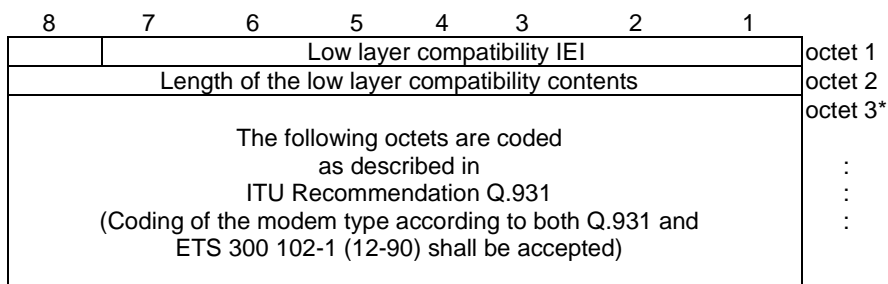 8 7 6 5 4 3 2 1
Low layer compatibility IEI octet 1
Length of the low layer compatibility contents octet 2
octet 3*
The following octets are coded
as described in :
ITU Recommendation Q.931 :
(Coding of the modem type according to both Q.931 and :
ETS 300 102-1 (12-90) shall be accepted)